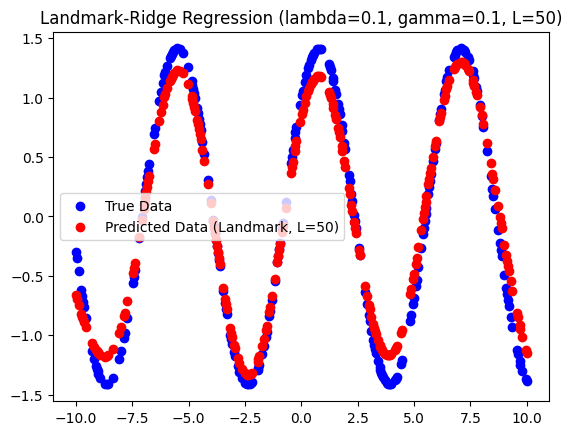 Landmark-Ridge Regression (lambda=0.1, gamma=0.1, L=50)
1.5
1.0
0.5
0.0
−0.5
−1.0
−1.5
True Data
Predicted Data (Landmark, L=50)
−10.0 −7.5 −5.0 −2.5 0.0 2.5 5.0 7.5 10.0